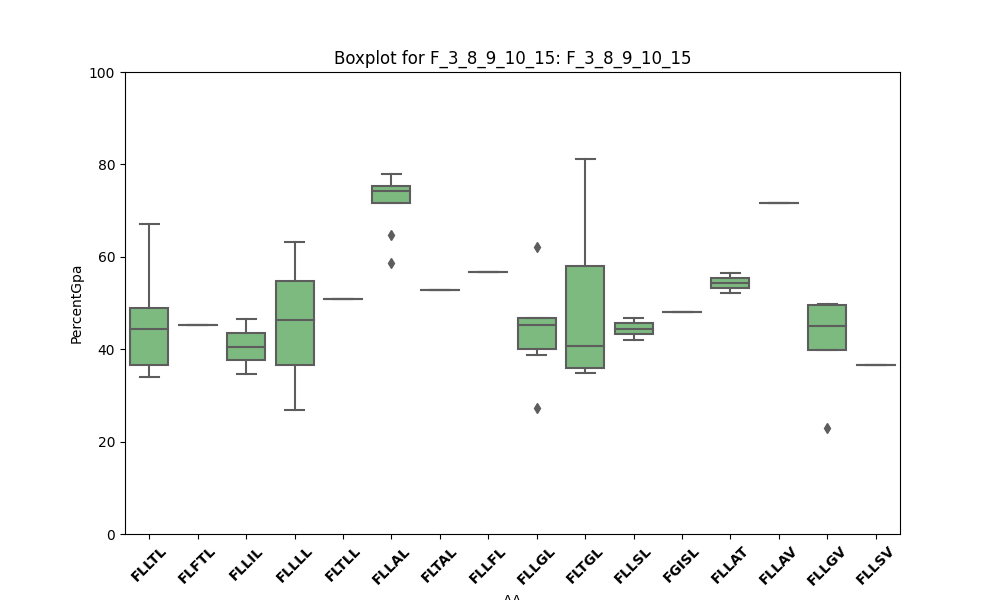 Boxplot for F_3_8_9_10_15: F_3_8_9_10_15
100
80
60
40
20
0
PercentGpa
FLLTL FLFTL FLLIL FLLLL FLTLL FLLAL FLTAL FLLFL FLLGL FLTGL FLLSL FGISL FLLAT FLLAV FLLGV FLLSV
AA